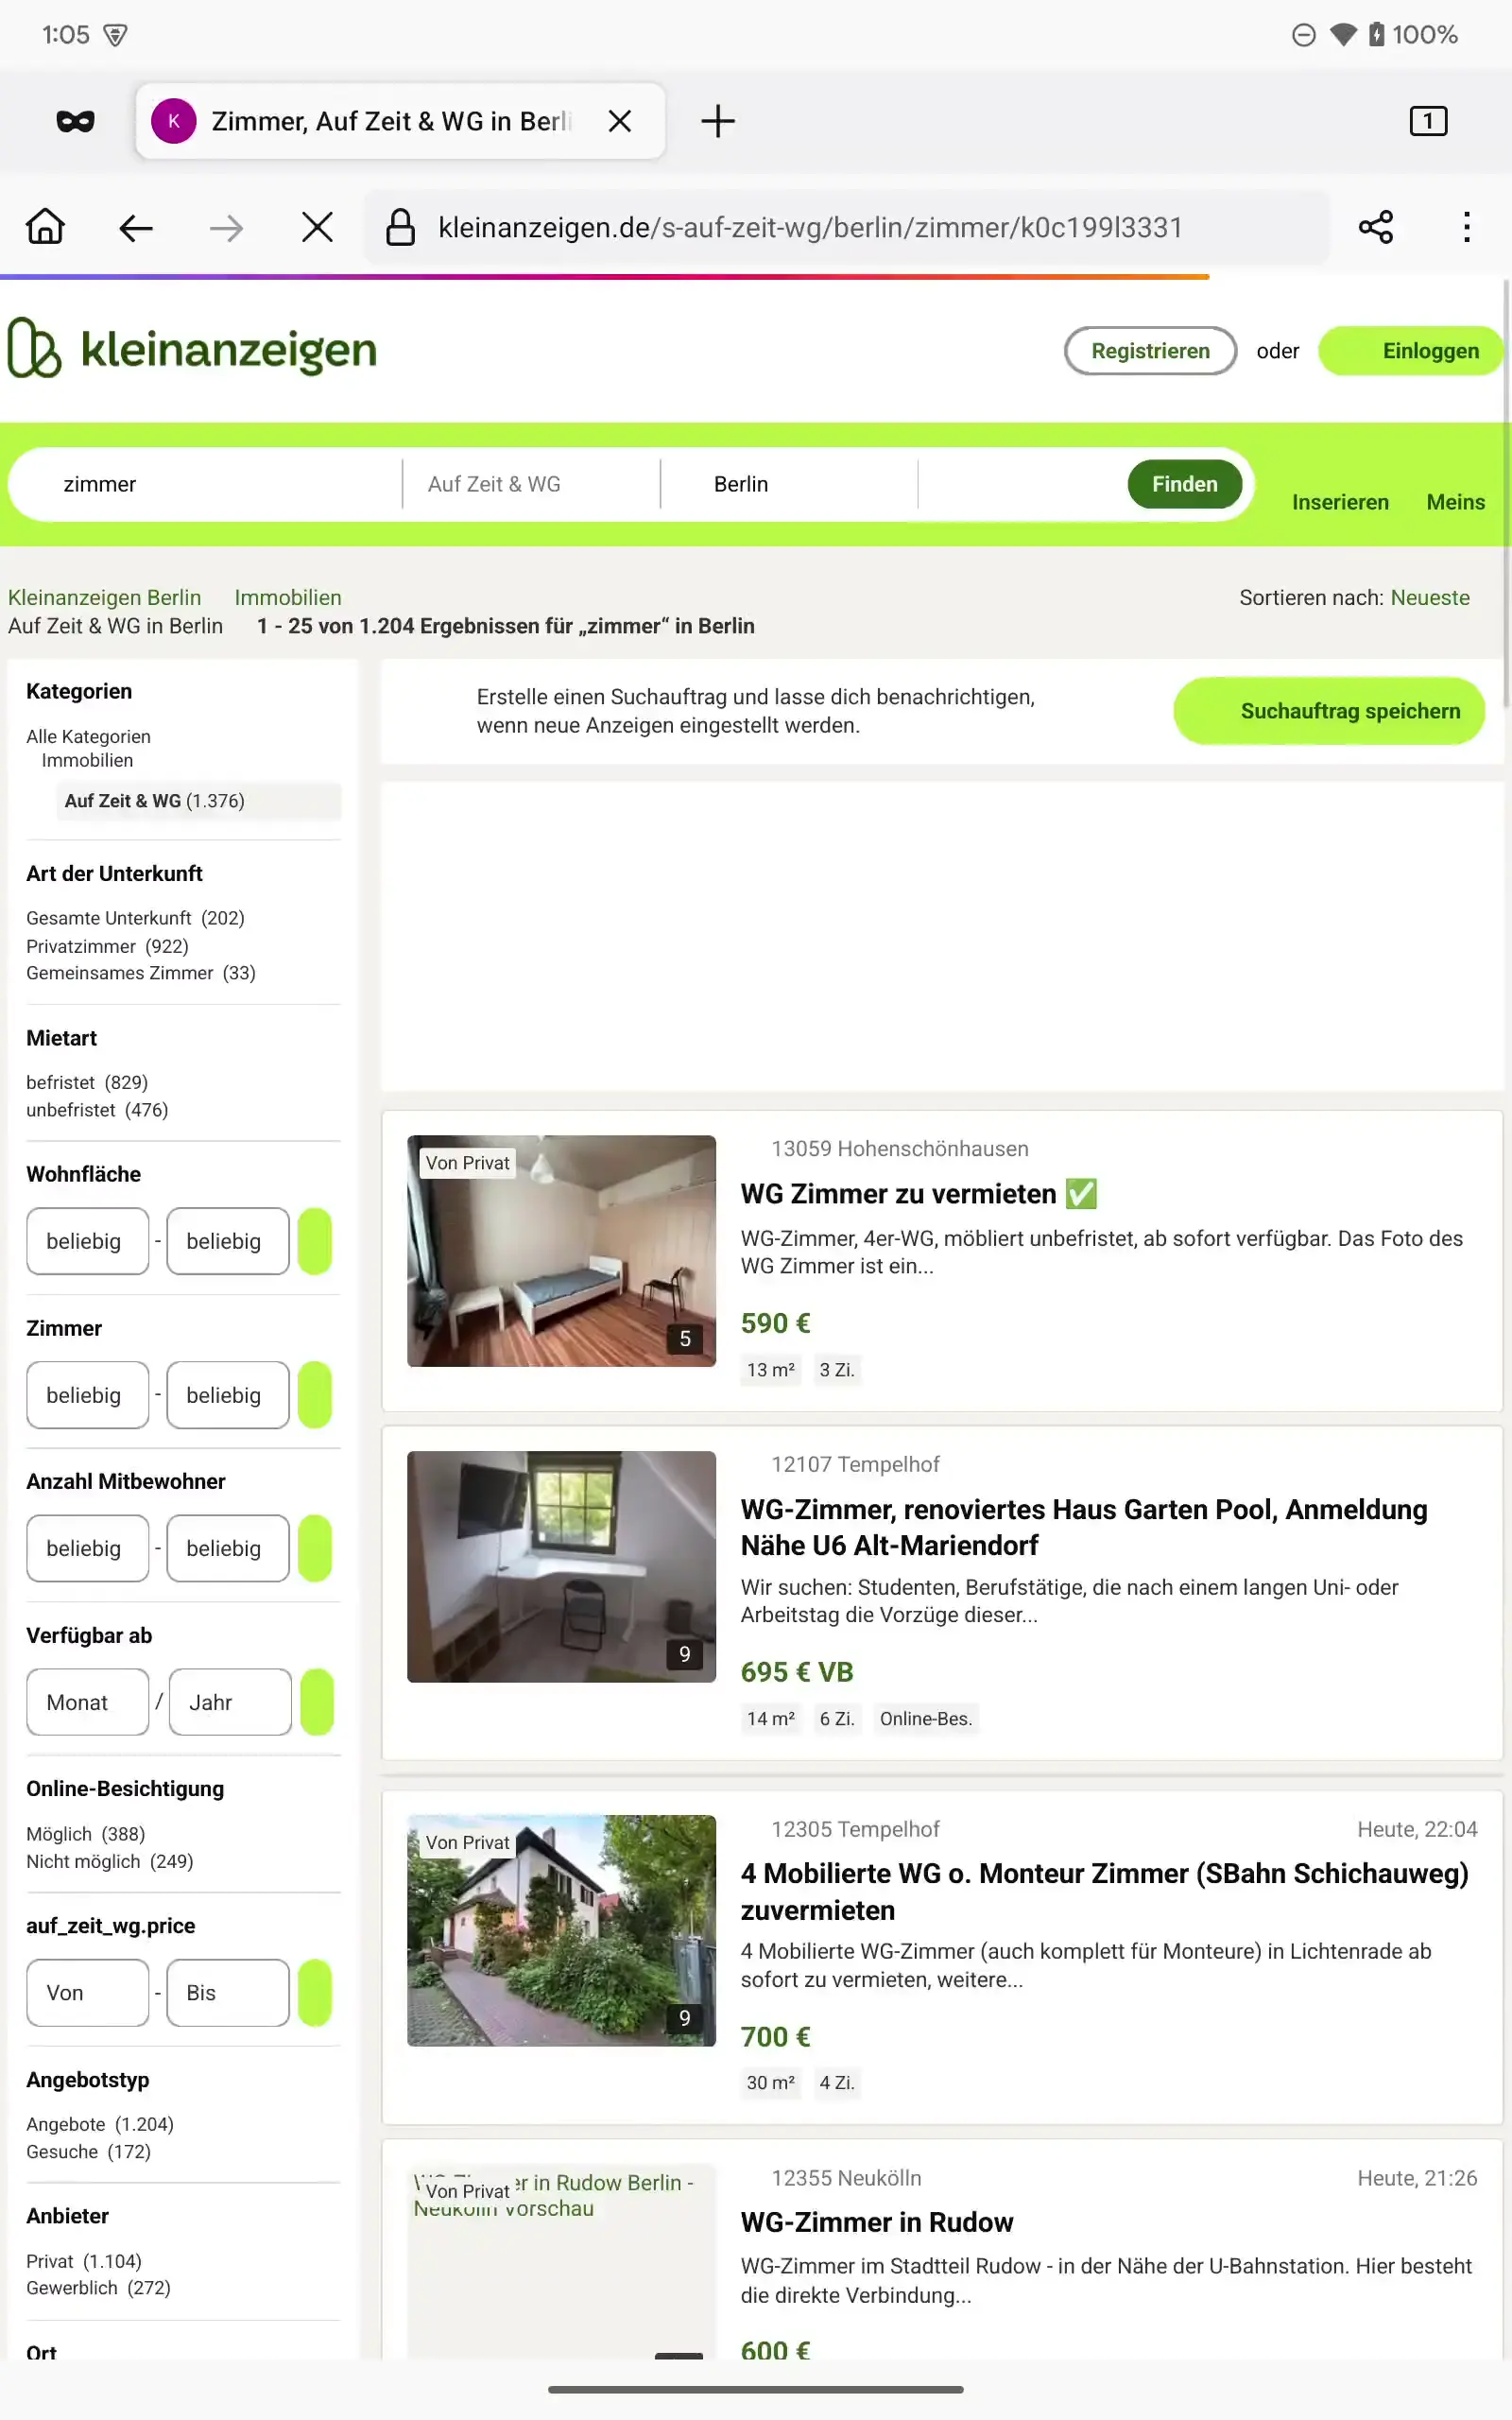 1:05
100%
K
Zimmer, Auf Zeit & WG in Berli
1
kleinanzeigen.de/s-auf-zeit-wg/berlin/zimmer/k0c199l3331
kleinanzeigen
Registrieren
oder
Einloggen
zimmer
Auf Zeit & WG
Berlin
Finden
Inserieren
Meins
Kleinanzeigen Berlin
Immobilien
Sortieren nach: Neueste
Auf Zeit & WG in Berlin
1 - 25 von 1.204 Ergebnissen für „zimmer“ in Berlin
Kategorien
Alle Kategorien
Immobilien
Auf Zeit & WG (1.376)
Art der Unterkunft
Gesamte Unterkunft (202)
Privatzimmer (922)
Gemeinsames Zimmer (33)
Mietart
befristet (829)
unbefristet (476)
Wohnfläche
beliebig - beliebig
Zimmer
beliebig - beliebig
Anzahl Mitbewohner
beliebig - beliebig
Verfügbar ab
Monat / Jahr
Online-Besichtigung
Möglich (388)
Nicht möglich (249)
auf_zeit_wg.price
Von - Bis
Angebotstyp
Angebote (1.204)
Gesuche (172)
Anbieter
Privat (1.104)
Gewerblich (272)
Ort
Erstelle einen Suchauftrag und lasse dich benachrichtigen,
wenn neue Anzeigen eingestellt werden.
Suchauftrag speichern
Von Privat
5
13059 Hohenschönhausen
WG Zimmer zu vermieten ✅
WG-Zimmer, 4er-WG, möbliert unbefristet, ab sofort verfügbar. Das Foto des
WG Zimmer ist ein...
590 €
13 m²
3 Zi.
9
12107 Tempelhof
WG-Zimmer, renoviertes Haus Garten Pool, Anmeldung
Nähe U6 Alt-Mariendorf
Wir suchen: Studenten, Berufstätige, die nach einem langen Uni- oder
Arbeitstag die Vorzüge dieser...
695 € VB
14 m²
6 Zi.
Online-Bes.
Von Privat
9
12305 Tempelhof
Heute, 22:04
4 Mobilierte WG o. Monteur Zimmer (SBahn Schichauweg)
zuvermieten
4 Mobilierte WG-Zimmer (auch komplett für Monteure) in Lichtenrade ab
sofort zu vermieten, weitere...
700 €
30 m²
4 Zi.
in Rudow Berlin -
Von Privat
Neukölln Vorschau
12355 Neukölln
Heute, 21:26
WG-Zimmer in Rudow
WG-Zimmer im Stadtteil Rudow - in der Nähe der U-Bahnstation. Hier besteht
die direkte Verbindung...
600 €